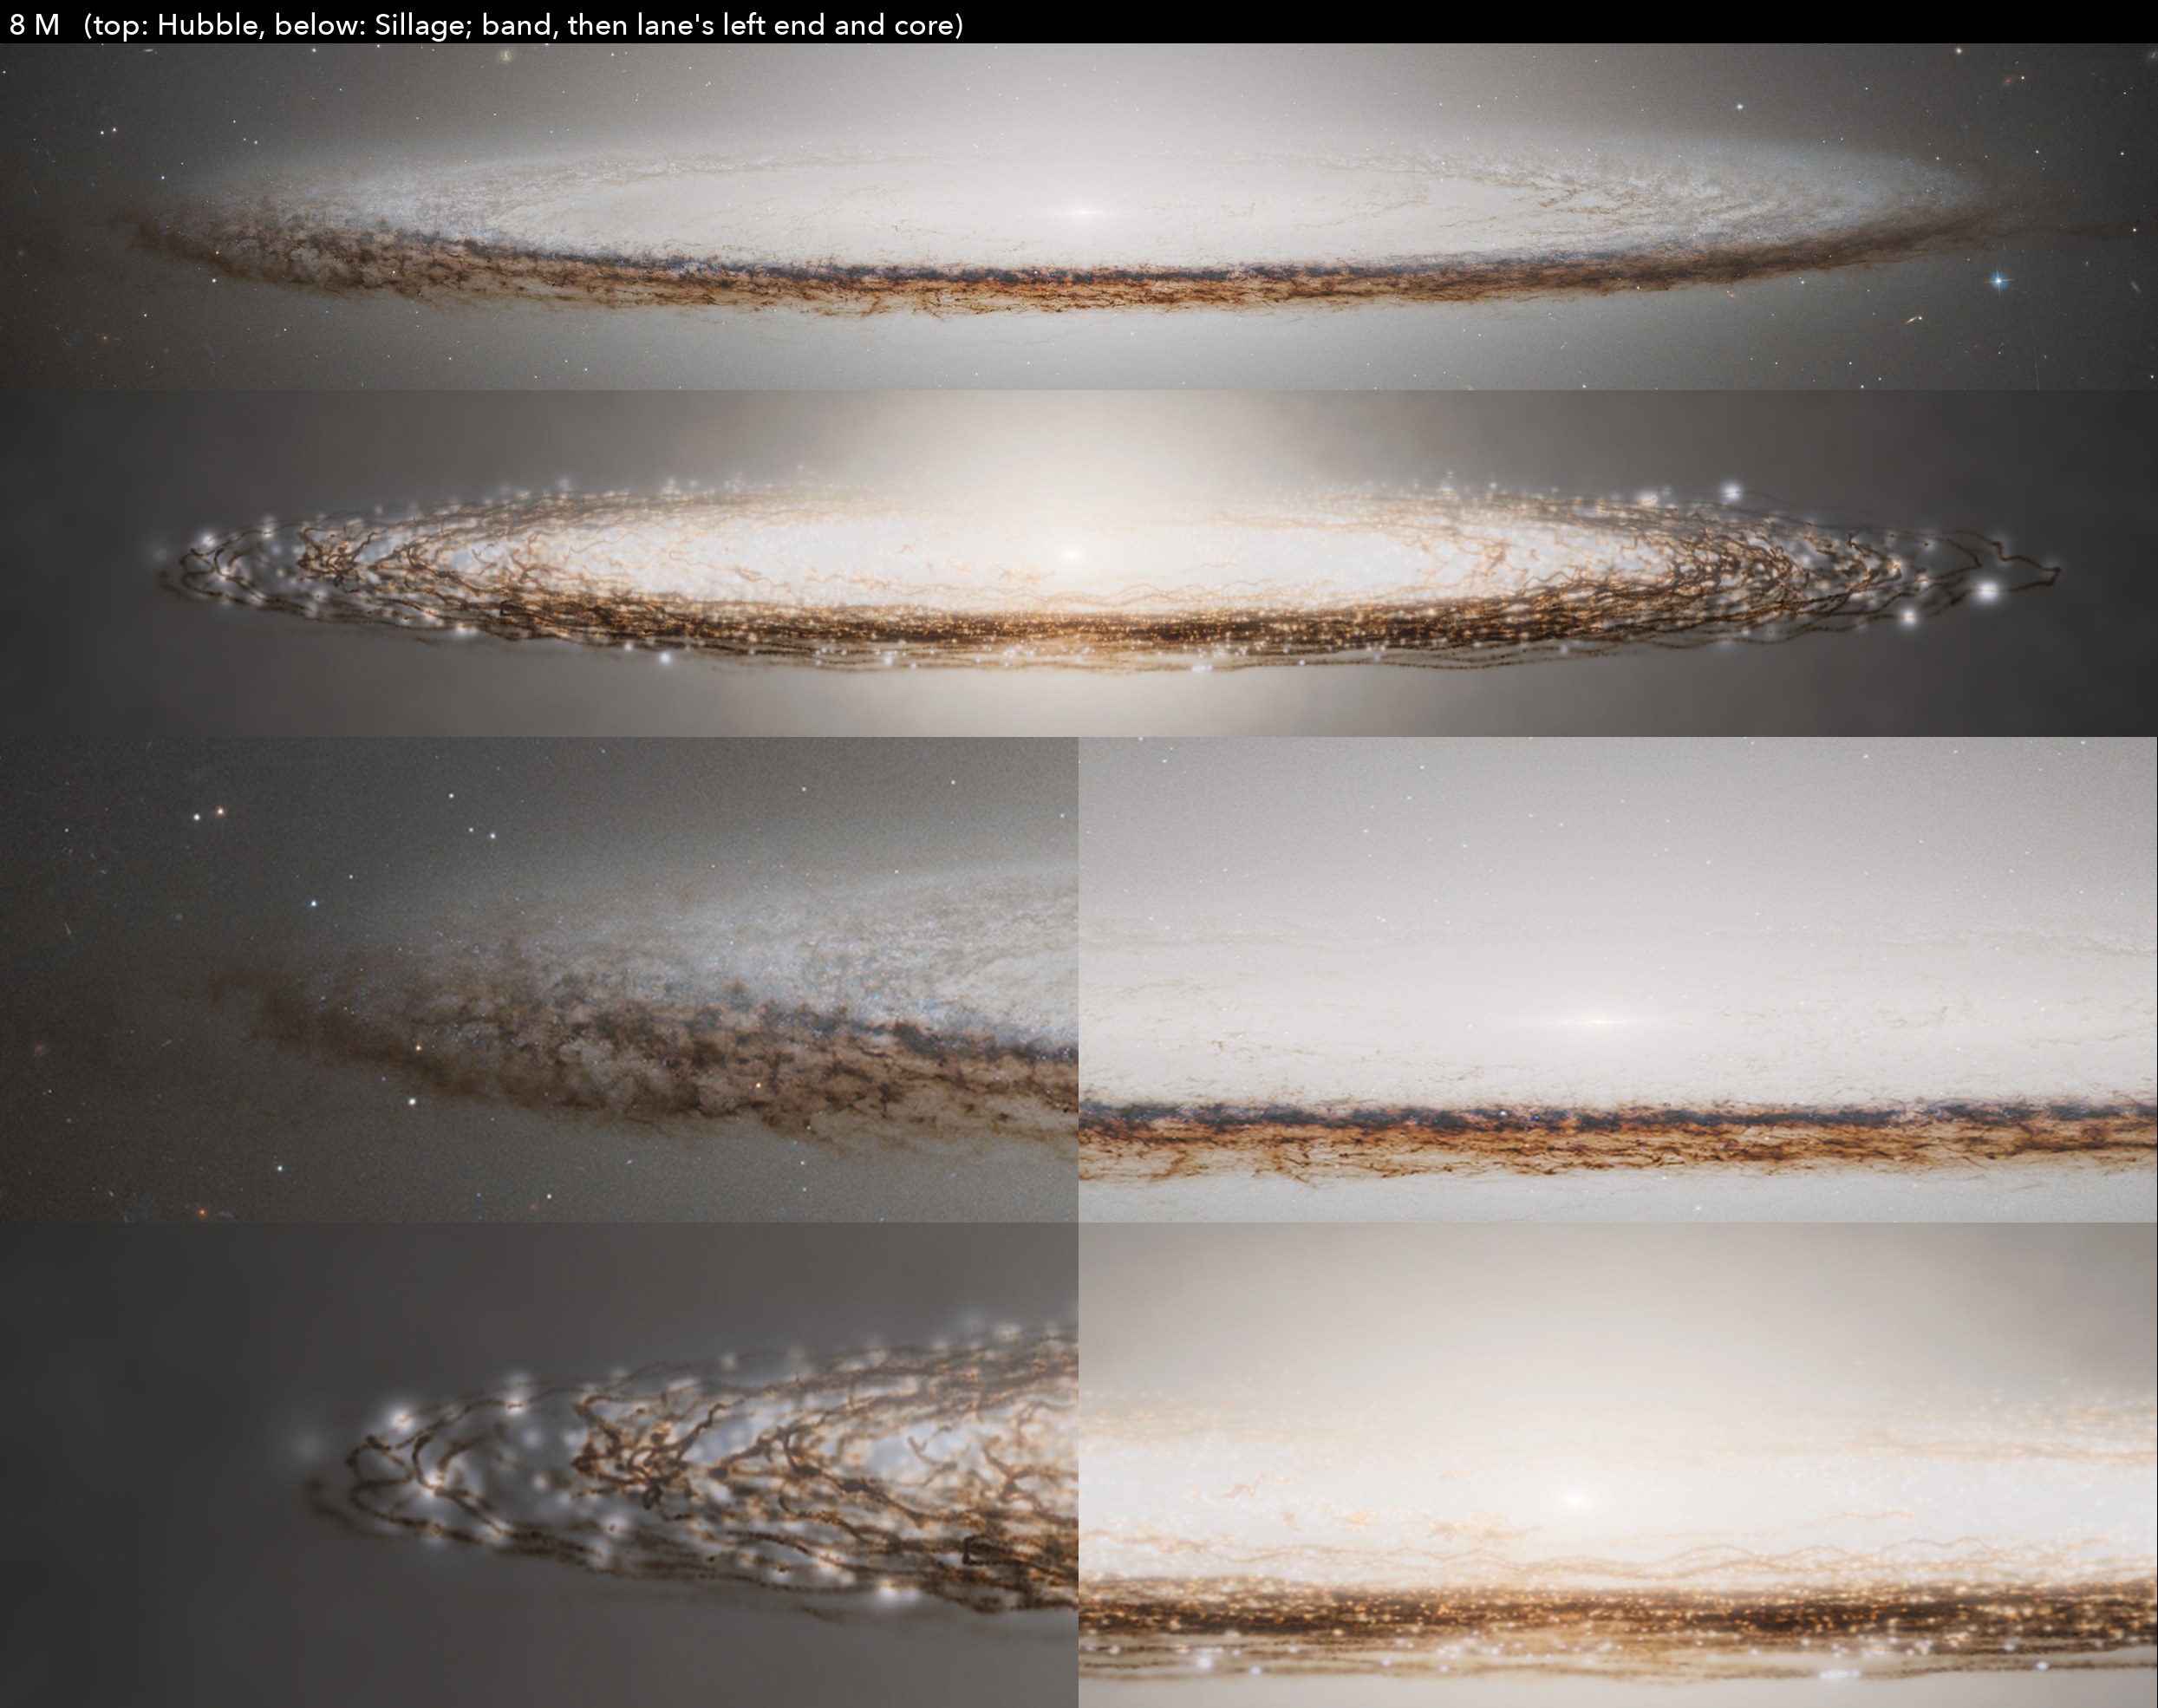 8 M (top: Hubble, below: Sillage; band, then lane's left end and core)